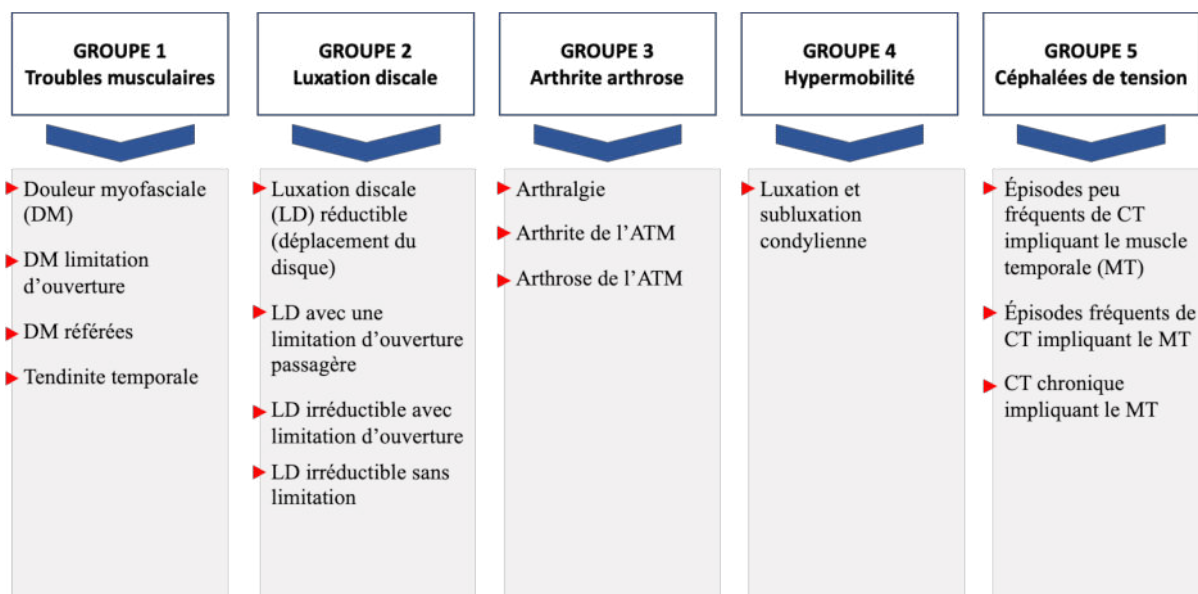 GROUPE 1
Troubles musculaires
Douleur myofasciale
(DM)
DM limitation
d'ouverture
DM référées
Tendinite temporale
GROUPE 2
Luxation discale
Luxation discale
(LD) réductible
(déplacement du
disque)
LD avec une
limitation d'ouverture
passagère
LD irréductible avec
limitation d'ouverture
LD irréductible sans
limitation
GROUPE 3
Arthrite arthrose
Arthralgie
Arthrite de l'ATM
Arthrose de l'ATM
GROUPE 4
Hypermobilité
Luxation et
subluxation
condylienne
GROUPE 5
Céphalées de tension
Épisodes peu
fréquents de CT
impliquant le muscle
temporale (MT)
Épisodes fréquents de
CT impliquant le MT
CT chronique
impliquant le MT